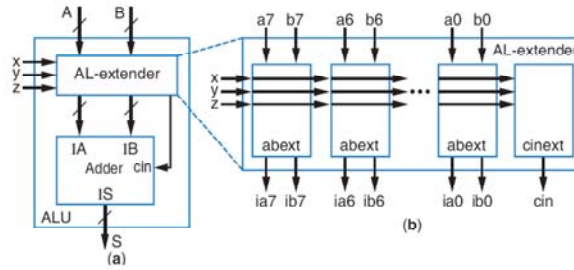 A B
a7 b7 a6 b6 a0 b0
AL-extender
x
y
z
AL-extender
x
y
z
IA IB
Adder cin
IS
ALU
S
(a)
abext abext abext cinext
ia7 ib7 ia6 ib6 ia0 ib0 cin
(b)